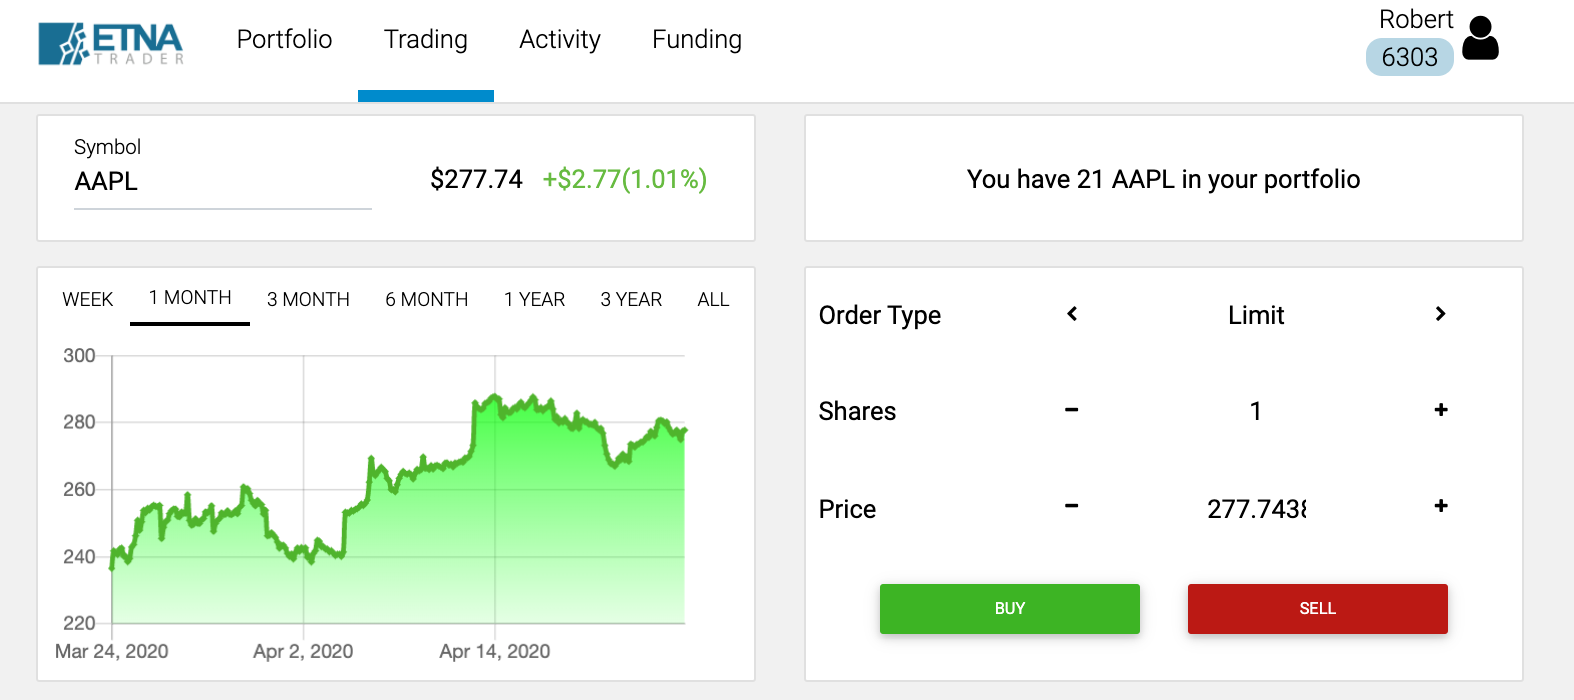 ETNA
TRADER
Portfolio
Trading
Activity
Funding
Robert
6303
Symbol
AAPL
$277.74 +$2.77(1.01%)
You have 21 AAPL in your portfolio
WEEK
1 MONTH
3 MONTH
6 MONTH
1 YEAR
3 YEAR
ALL
300
280
260
240
220
Mar 24, 2020
Apr 2, 2020
Apr 14, 2020
Order Type
Limit
Shares
1
Price
277.7438
BUY
SELL